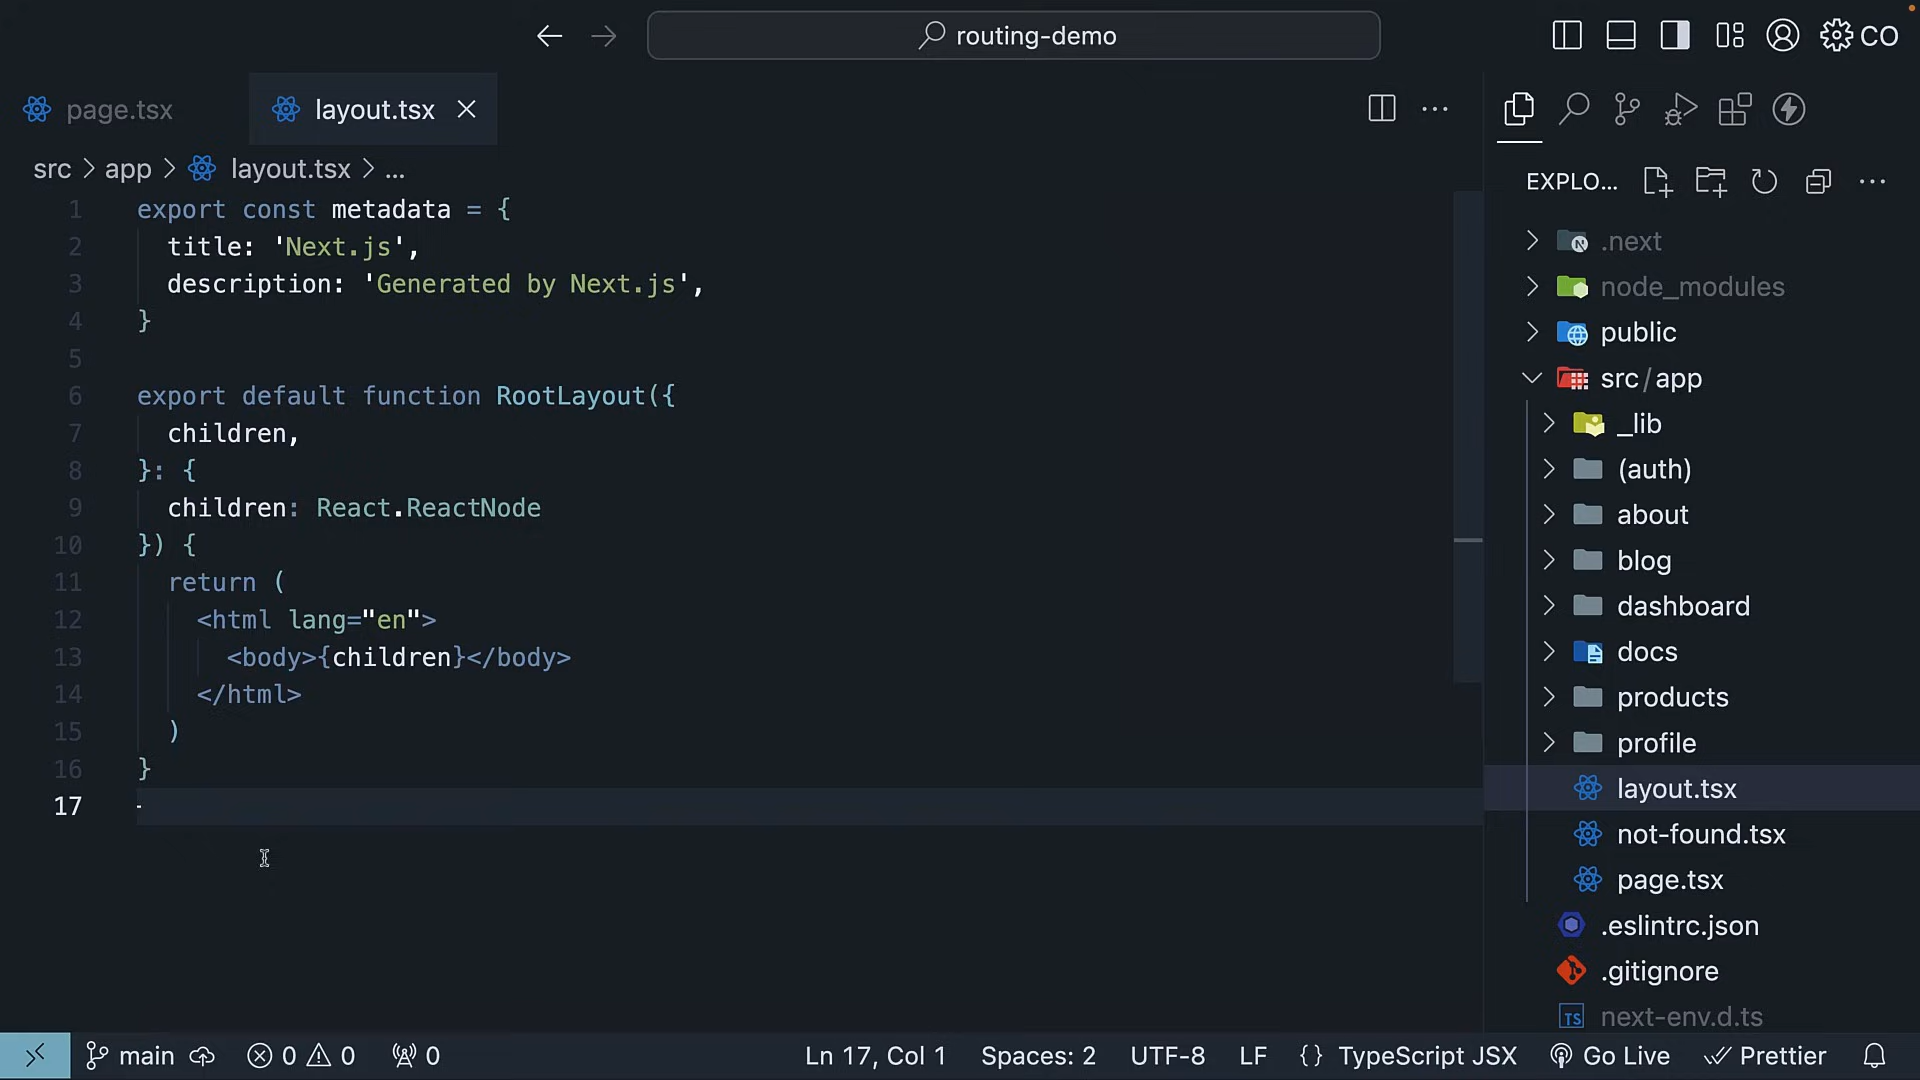 routing-demo
CO
page.tsx
layout.tsx
src > app > layout.tsx > ...
1 export const metadata = {
2 title: 'Next.js',
3 description: 'Generated by Next.js',
4 }
5
6 export default function RootLayout({
7 children,
8 }: {
9 children: React.ReactNode
10 }) {
11 return (
12 <html lang="en">
13 <body>{children}</body>
14 </html>
15 )
16 }
17
EXPLO...
.next
node_modules
public
src/app
_lib
(auth)
about
blog
dashboard
docs
products
profile
layout.tsx
not-found.tsx
page.tsx
.eslintrc.json
.gitignore
TS next-env.d.ts
main 0 0 0 Ln 17, Col 1 Spaces: 2 UTF-8 LF {} TypeScript JSX Go Live Prettier